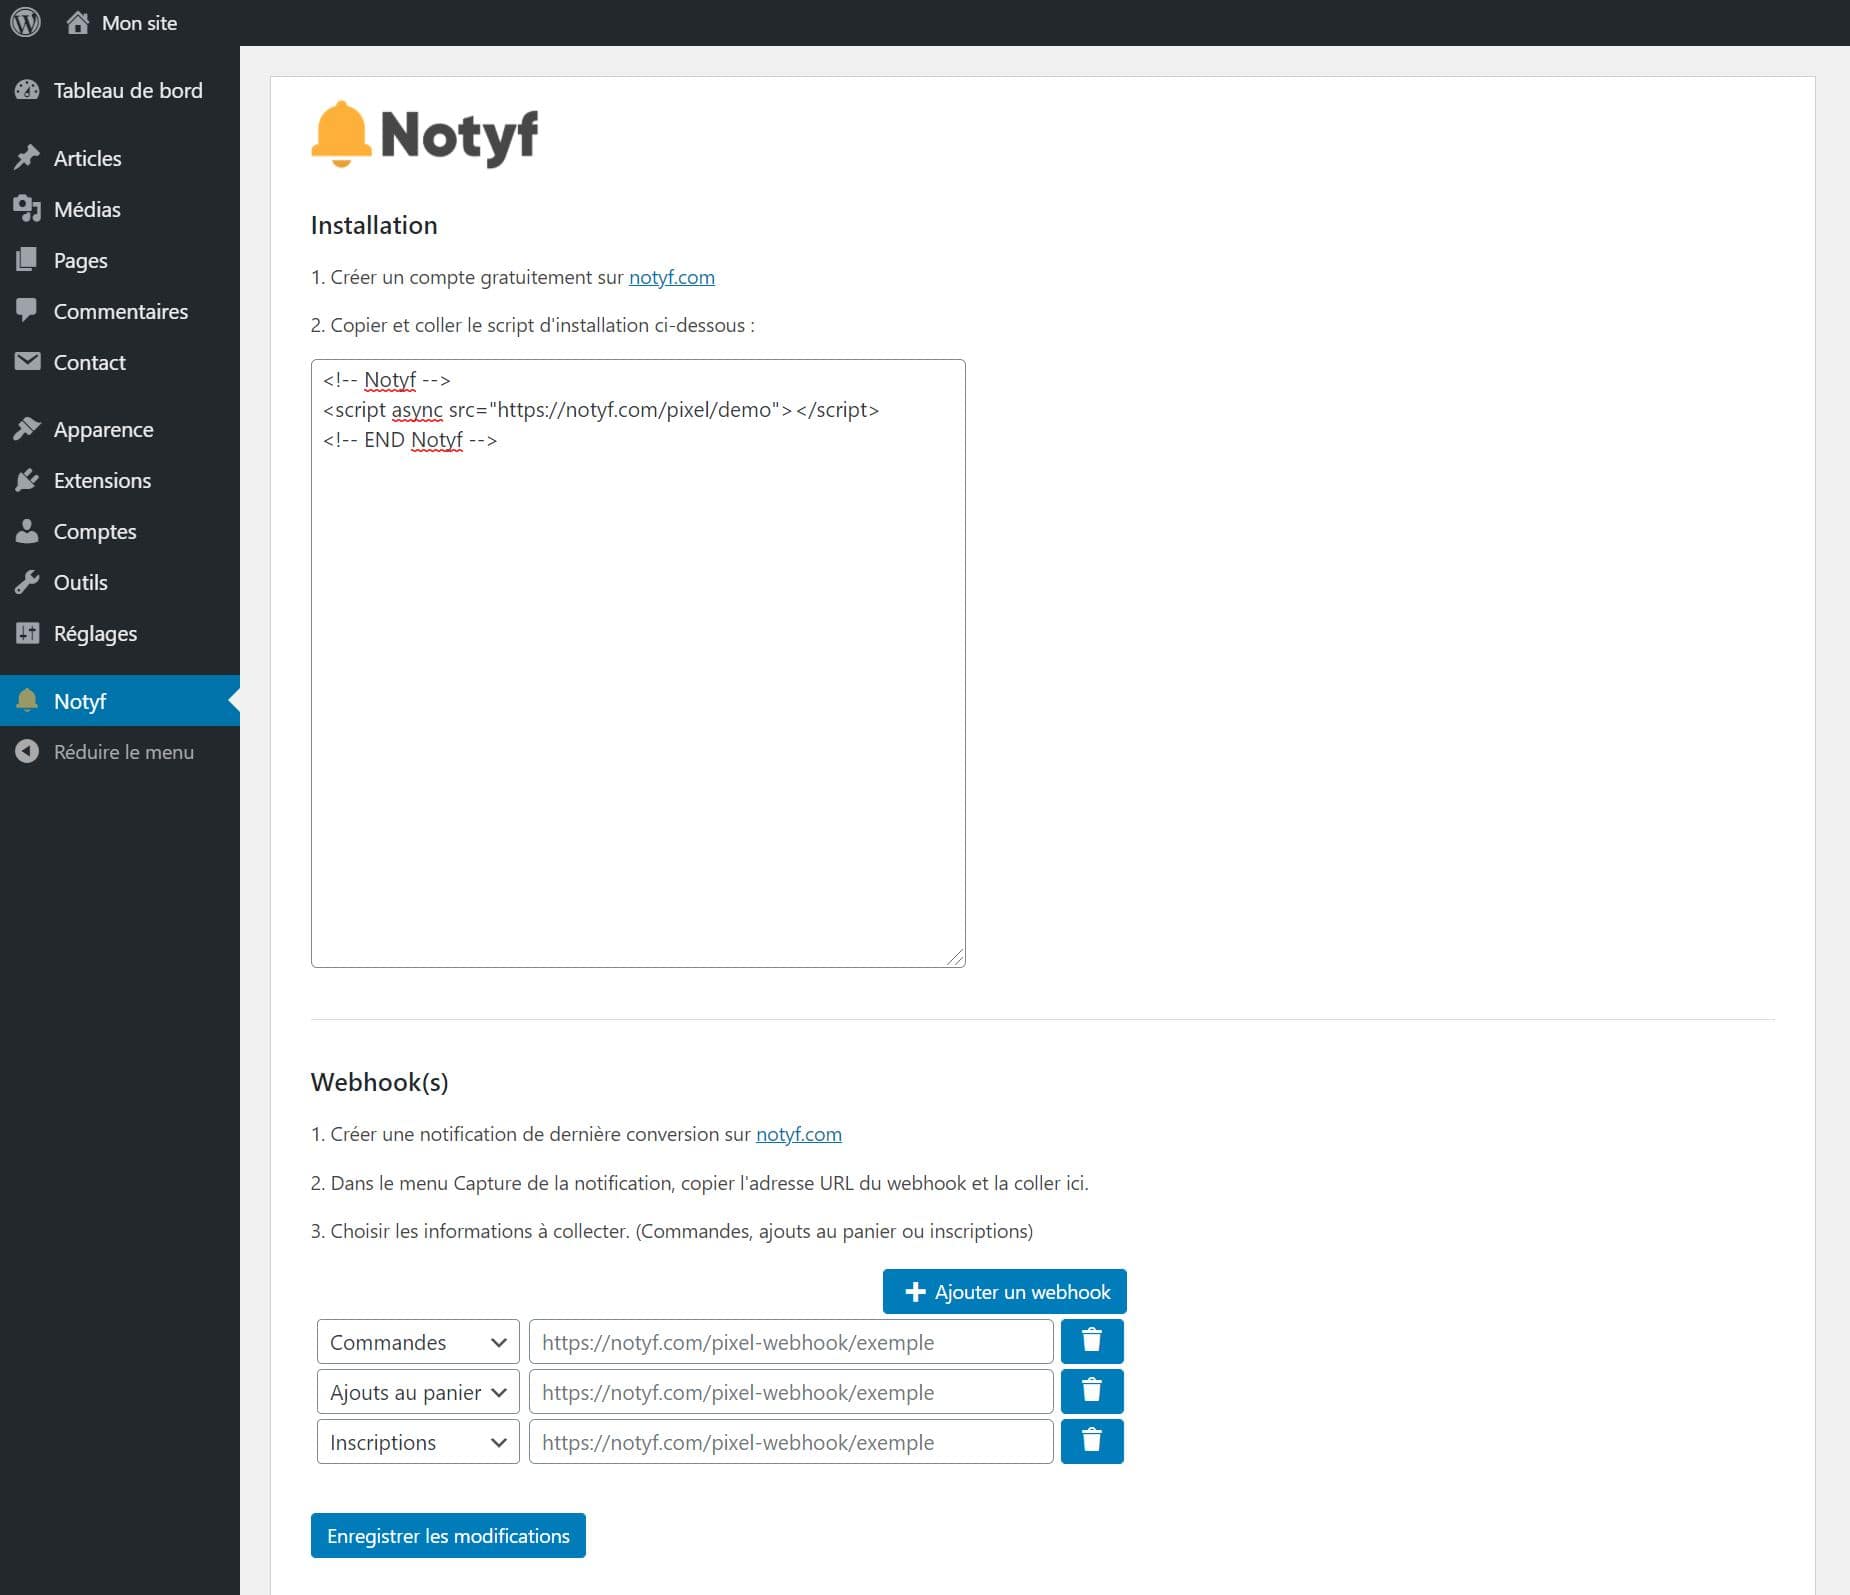 Mon site
Tableau de bord
Articles
Médias
Pages
Commentaires
Contact
Apparence
Extensions
Comptes
Outils
Réglages
Notyf
Réduire le menu
Notyf
Installation
1. Créer un compte gratuitement sur notyf.com
2. Copier et coller le script d'installation ci-dessous :
<!-- Notyf -->
<script async src="https://notyf.com/pixel/demo"></script>
<!-- END Notyf -->
Webhook(s)
1. Créer une notification de dernière conversion sur notyf.com
2. Dans le menu Capture de la notification, copier l'adresse URL du webhook et la coller ici.
3. Choisir les informations à collecter. (Commandes, ajouts au panier ou inscriptions)
Ajouter un webhook
Commandes https://notyf.com/pixel-webhook/exemple
Ajouts au panier https://notyf.com/pixel-webhook/exemple
Inscriptions https://notyf.com/pixel-webhook/exemple
Enregistrer les modifications